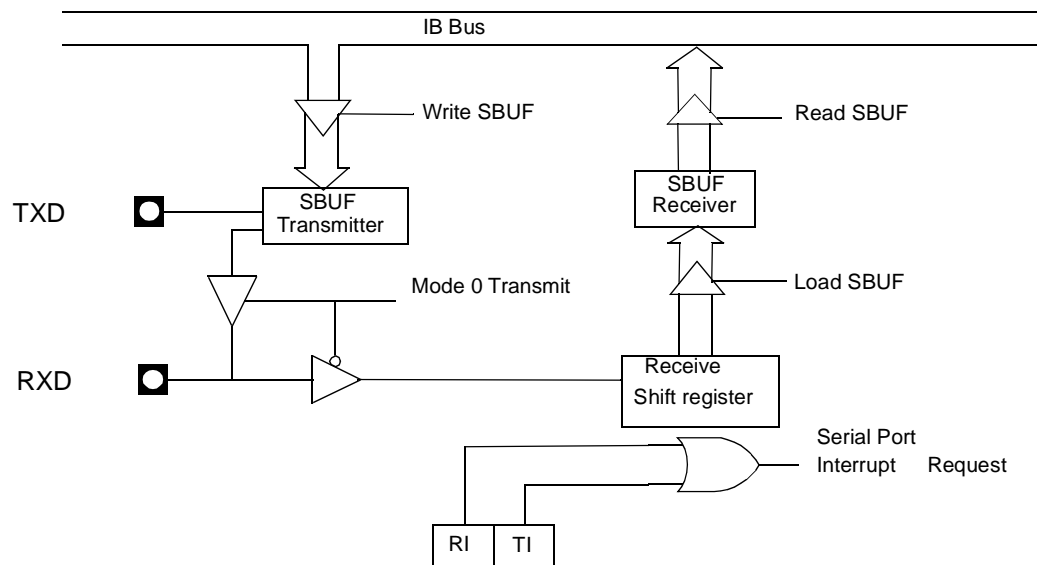 IB Bus
Write SBUF
Read SBUF
SBUF
Transmitter
SBUF
Receiver
TXD
Mode 0 Transmit
Load SBUF
RXD
Receive
Shift register
Serial Port
Interrupt Request
RI
TI